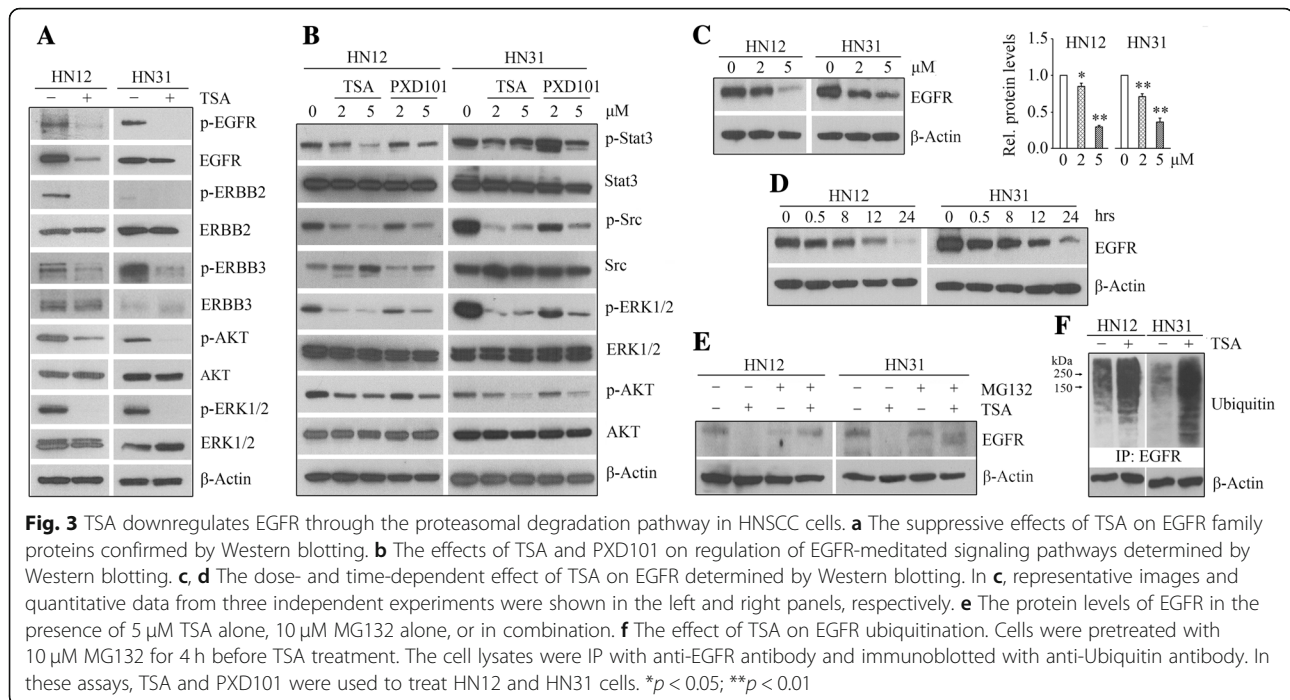 A
HN12 HN31
− + − + TSA
p-EGFR
EGFR
p-ERBB2
ERBB2
p-ERBB3
ERBB3
p-AKT
AKT
p-ERK1/2
ERK1/2
β-Actin
B
HN12 HN31
TSA PXD101 TSA PXD101
0 2 5 2 5 0 2 5 2 5 μM
p-Stat3
Stat3
p-Src
Src
p-ERK1/2
ERK1/2
p-AKT
AKT
β-Actin
C
HN12 HN31
0 2 5 0 2 5 μM
EGFR
β-Actin
Rel. protein levels
HN12 HN31
1.0
0.5
0.0
* ** ** **
0 2 5 0 2 5 μM
D
HN12 HN31
0 0.5 8 12 24 0 0.5 8 12 24 hrs
EGFR
β-Actin
E
HN12 HN31
− − + + − − + + MG132
− + − + − + − + TSA
EGFR
β-Actin
F
HN12 HN31
− + − + TSA
kDa
250
150
Ubiquitin
IP: EGFR
β-Actin
Fig. 3 TSA downregulates EGFR through the proteasomal degradation pathway in HNSCC cells. a The suppressive effects of TSA on EGFR family
proteins confirmed by Western blotting. b The effects of TSA and PXD101 on regulation of EGFR-meditated signaling pathways determined by
Western blotting. c, d The dose- and time-dependent effect of TSA on EGFR determined by Western blotting. In c, representative images and
quantitative data from three independent experiments were shown in the left and right panels, respectively. e The protein levels of EGFR in the
presence of 5 μM TSA alone, 10 μM MG132 alone, or in combination. f The effect of TSA on EGFR ubiquitination. Cells were pretreated with
10 μM MG132 for 4 h before TSA treatment. The cell lysates were IP with anti-EGFR antibody and immunoblotted with anti-Ubiquitin antibody. In
these assays, TSA and PXD101 were used to treat HN12 and HN31 cells. *p < 0.05; **p < 0.01